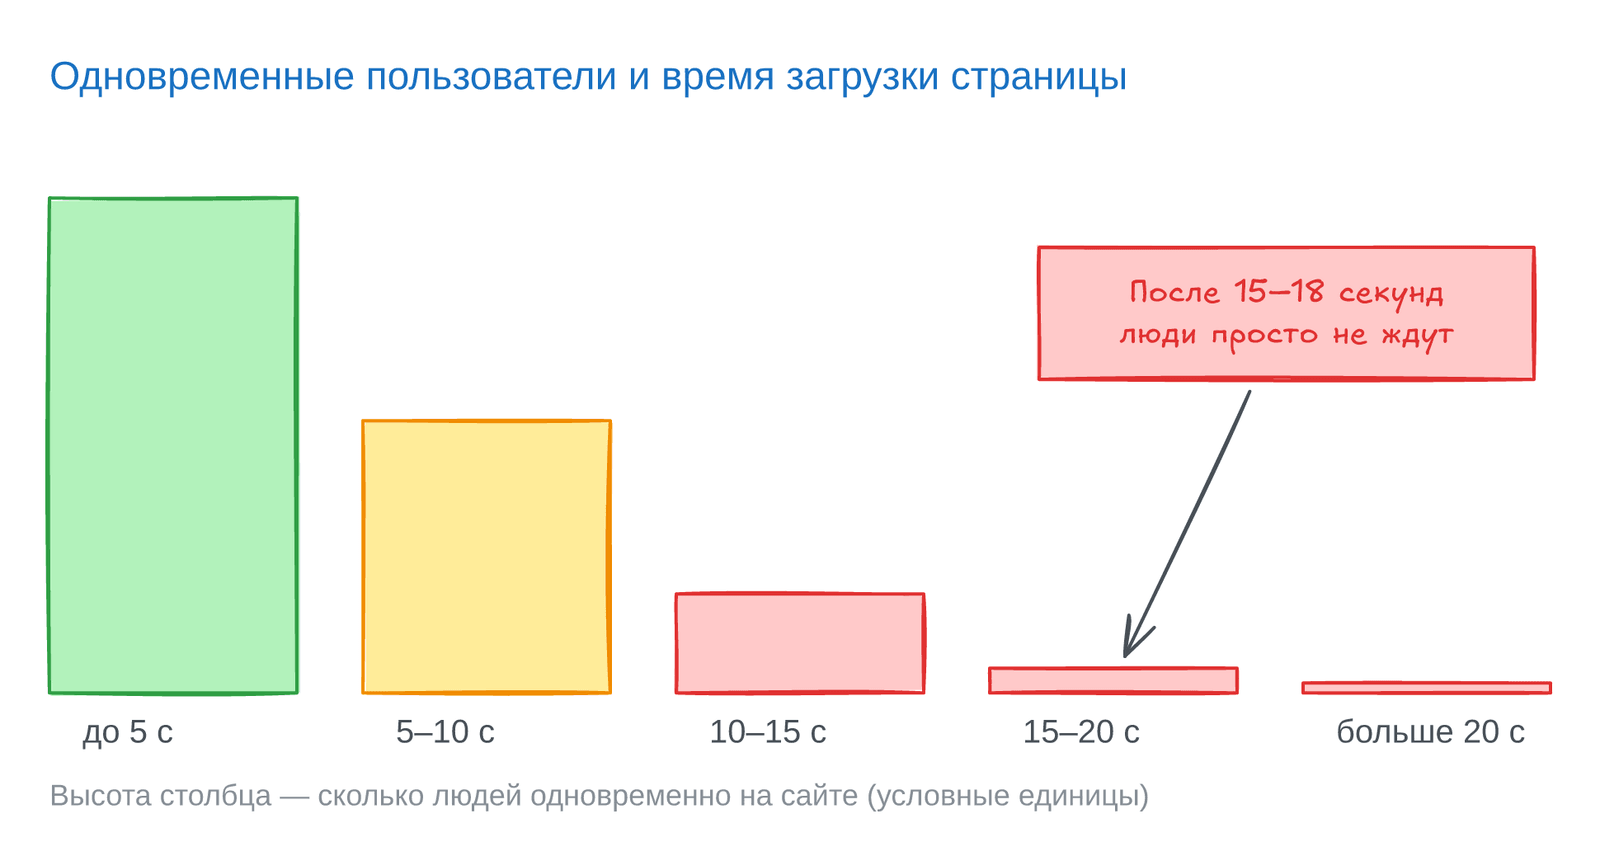 Одновременные пользователи и время загрузки страницы
После 15–18 секунд
люди просто не ждут
до 5 с
5–10 с
10–15 с
15–20 с
больше 20 с
Высота столбца — сколько людей одновременно на сайте (условные единицы)